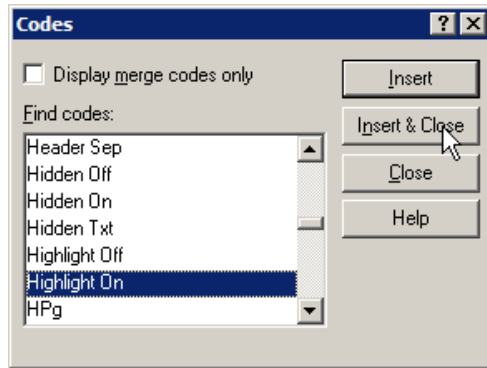 Codes
Display merge codes only
Find codes:
Header Sep
Hidden Off
Hidden On
Hidden Txt
Highlight Off
Highlight On
HPg
Insert
Insert & Close
Close
Help